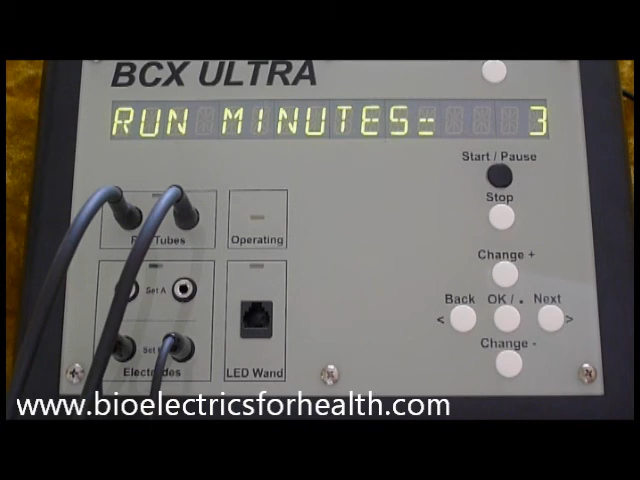 BCX ULTRA
RUN MINUTES= 3
Start / Pause
Stop
Tubes
Operating
Change +
Set A
Back OK / . Next
< >
Change -
Set
Electrodes
LED Wand
www.bioelectricsforhealth.com